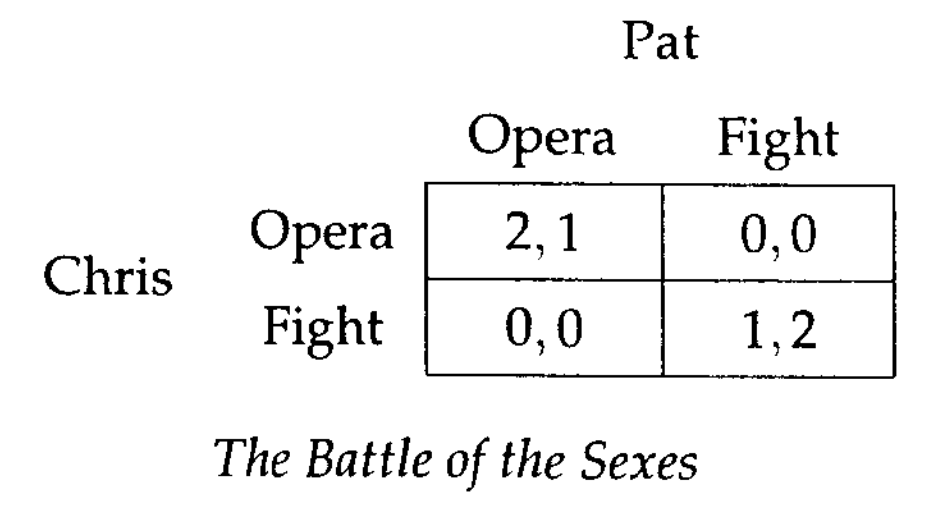 Pat
Opera Fight
Opera 2, 1 0, 0
Chris
Fight 0, 0 1, 2
The Battle of the Sexes